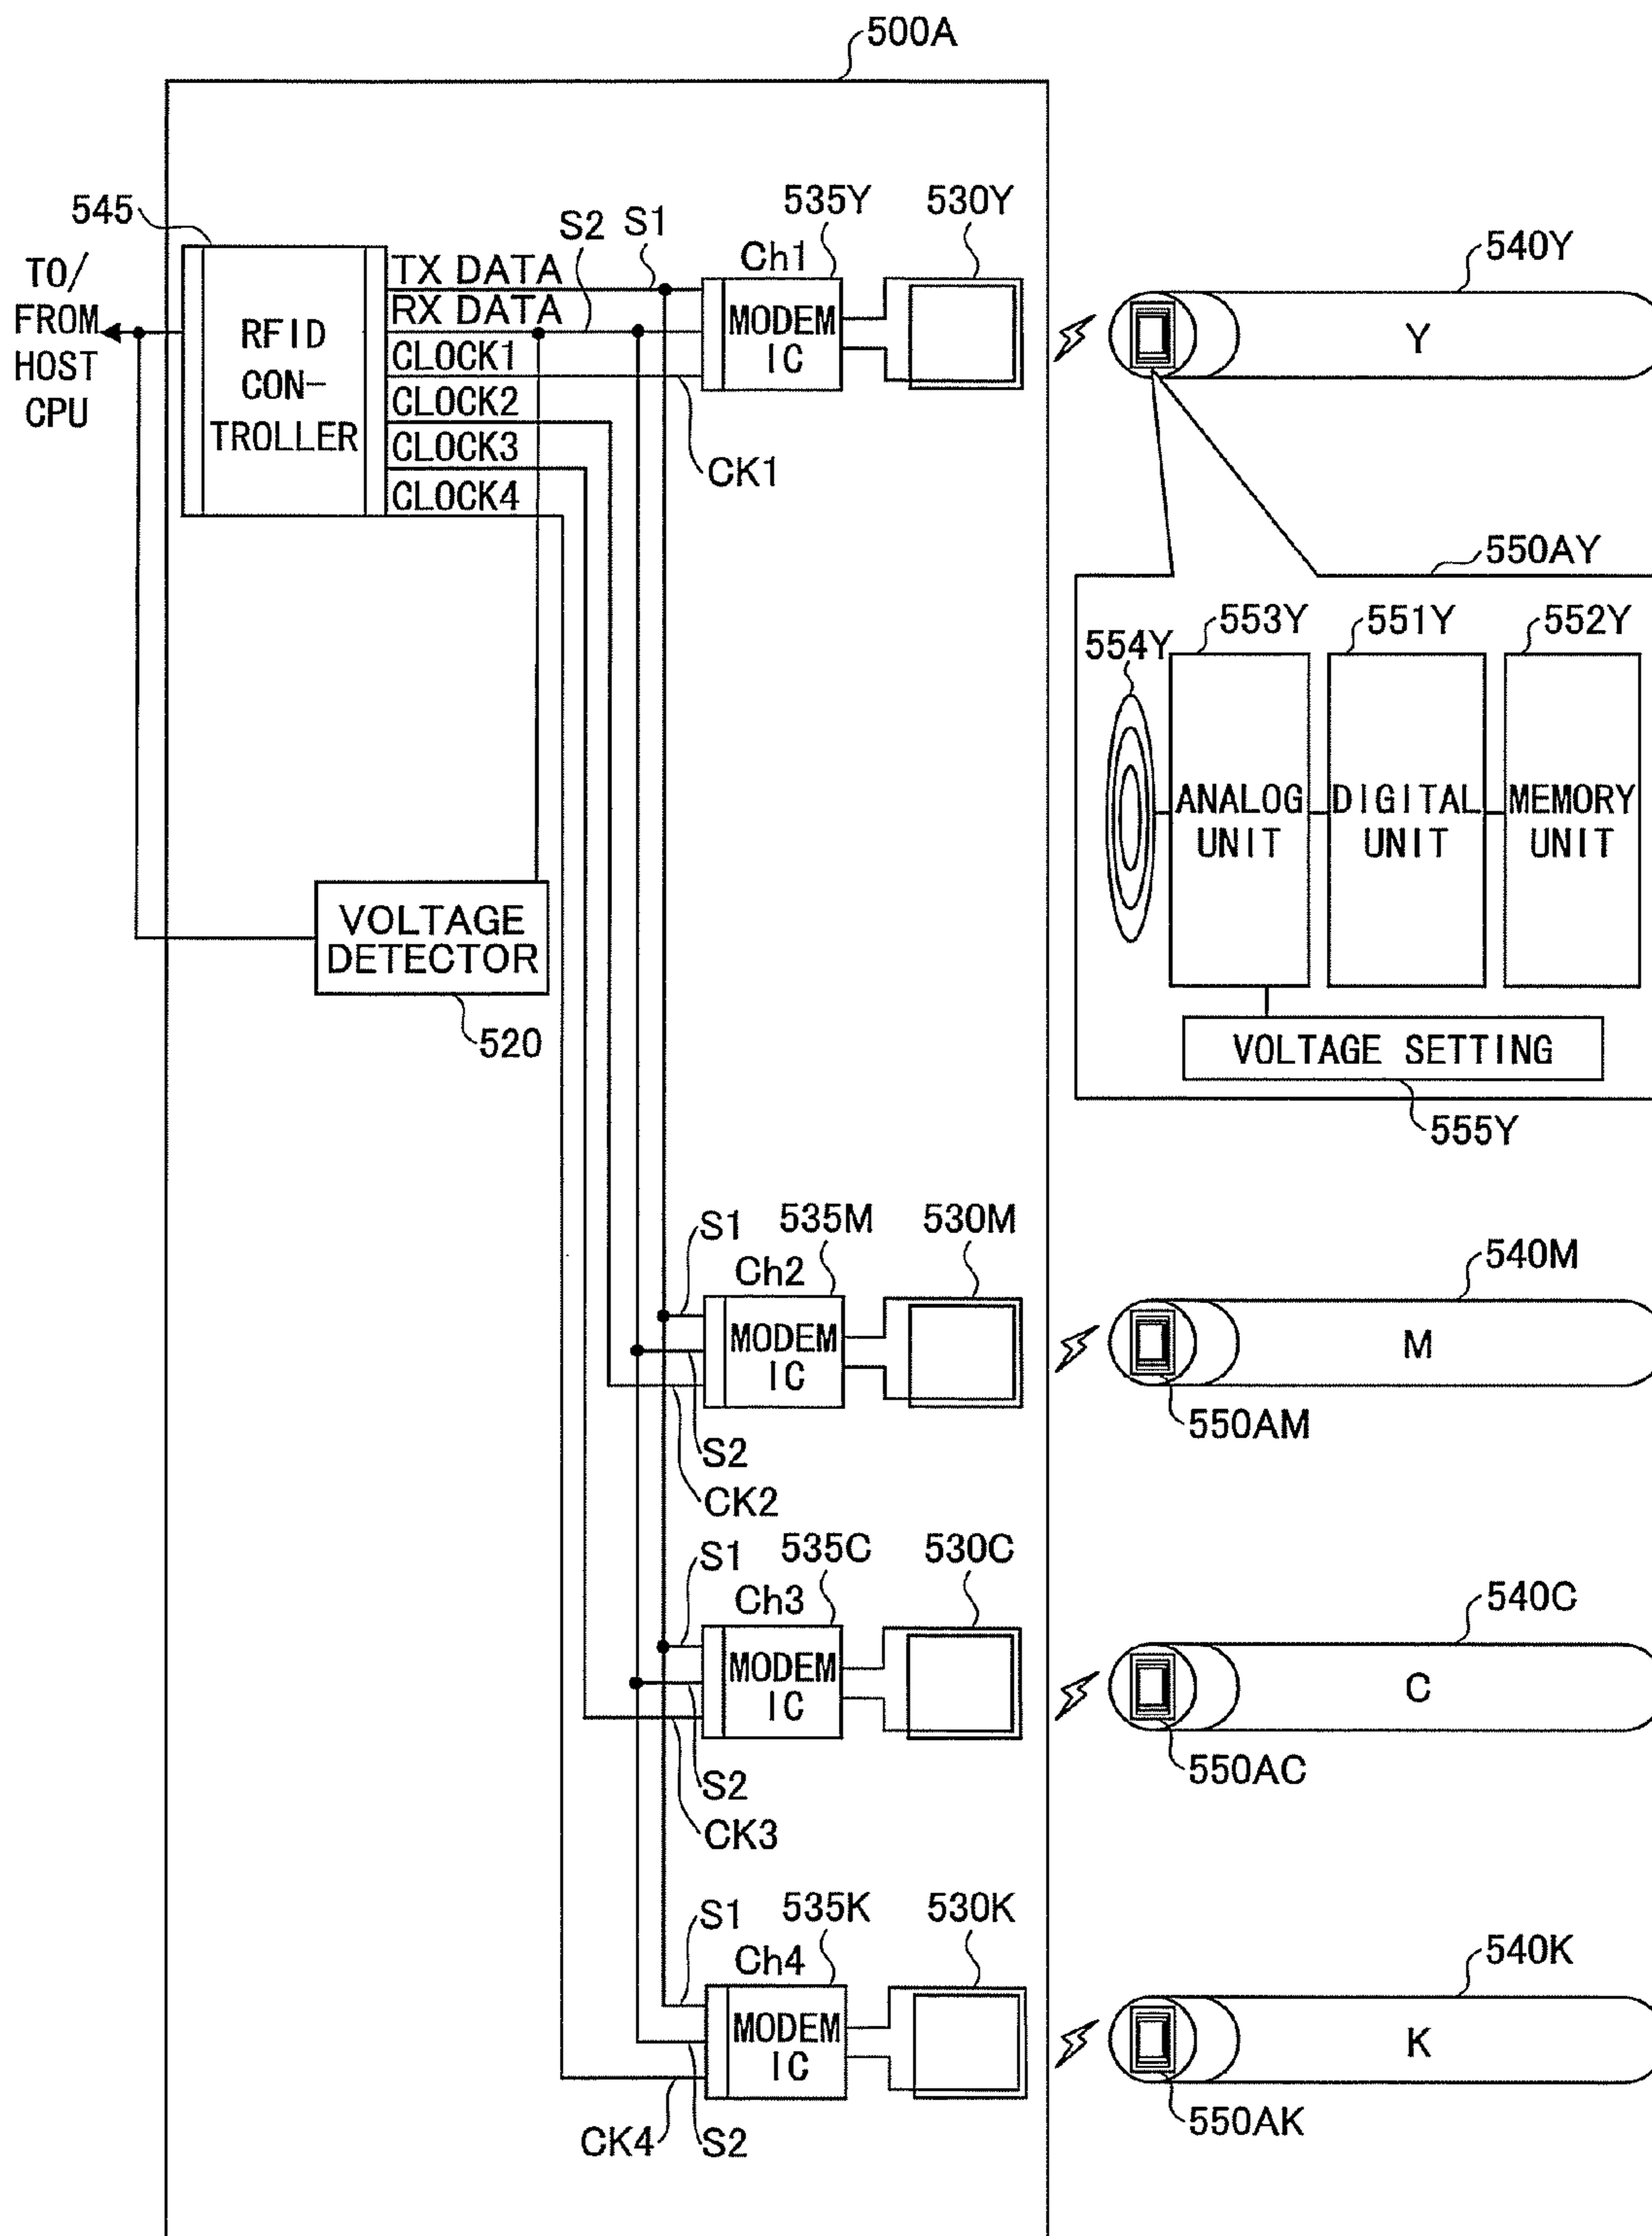 500A
545
TO/
FROM
HOST
CPU
RFID
CON-
TROLLER
TX DATA
RX DATA
CLOCK1
CLOCK2
CLOCK3
CLOCK4
S2
S1
CK1
535Y
530Y
Ch1
MODEM
IC
540Y
Y
550AY
554Y
553Y
551Y
552Y
ANALOG
UNIT
DIGITAL
UNIT
MEMORY
UNIT
VOLTAGE SETTING
555Y
VOLTAGE
DETECTOR
520
S1
535M
530M
Ch2
MODEM
IC
S2
CK2
540M
M
550AM
S1
535C
530C
Ch3
MODEM
IC
S2
CK3
540C
C
550AC
S1
535K
530K
Ch4
MODEM
IC
CK4
S2
540K
K
550AK